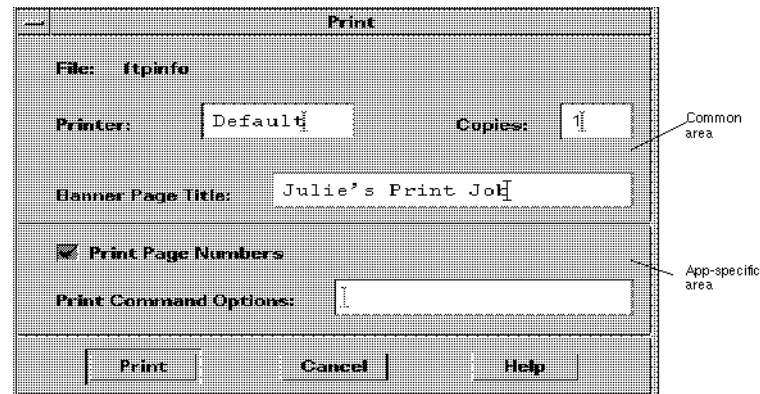 Print
File: ftpinfo
Printer: Default Copies: 1
Common area
Banner Page Title: Julie's Print Job
Print Page Numbers
App-specific area
Print Command Options:
Print Cancel Help